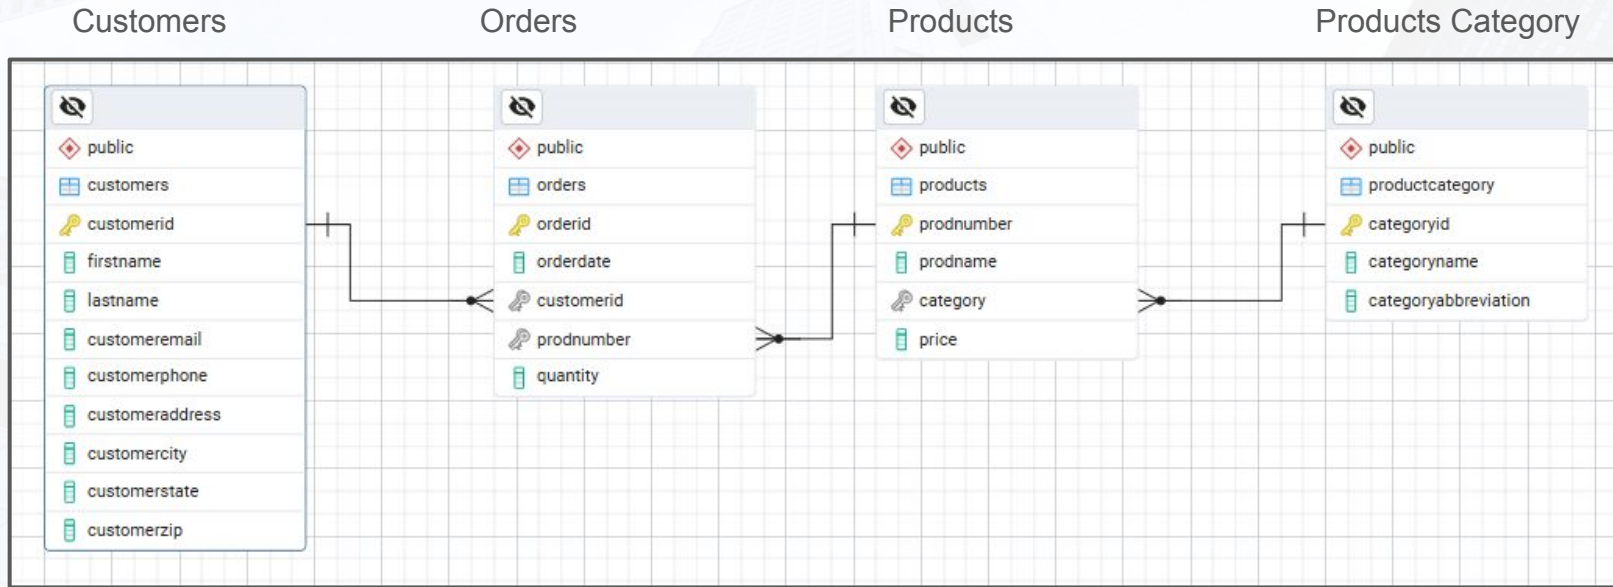 Customers
Orders
Products
Products Category
public
customers
customerid
firstname
lastname
customeremail
customerphone
customeraddress
customercity
customerstate
customerzip
public
orders
orderid
orderdate
customerid
prodnumber
quantity
public
products
prodnumber
prodname
category
price
public
productcategory
categoryid
categoryname
categoryabbreviation